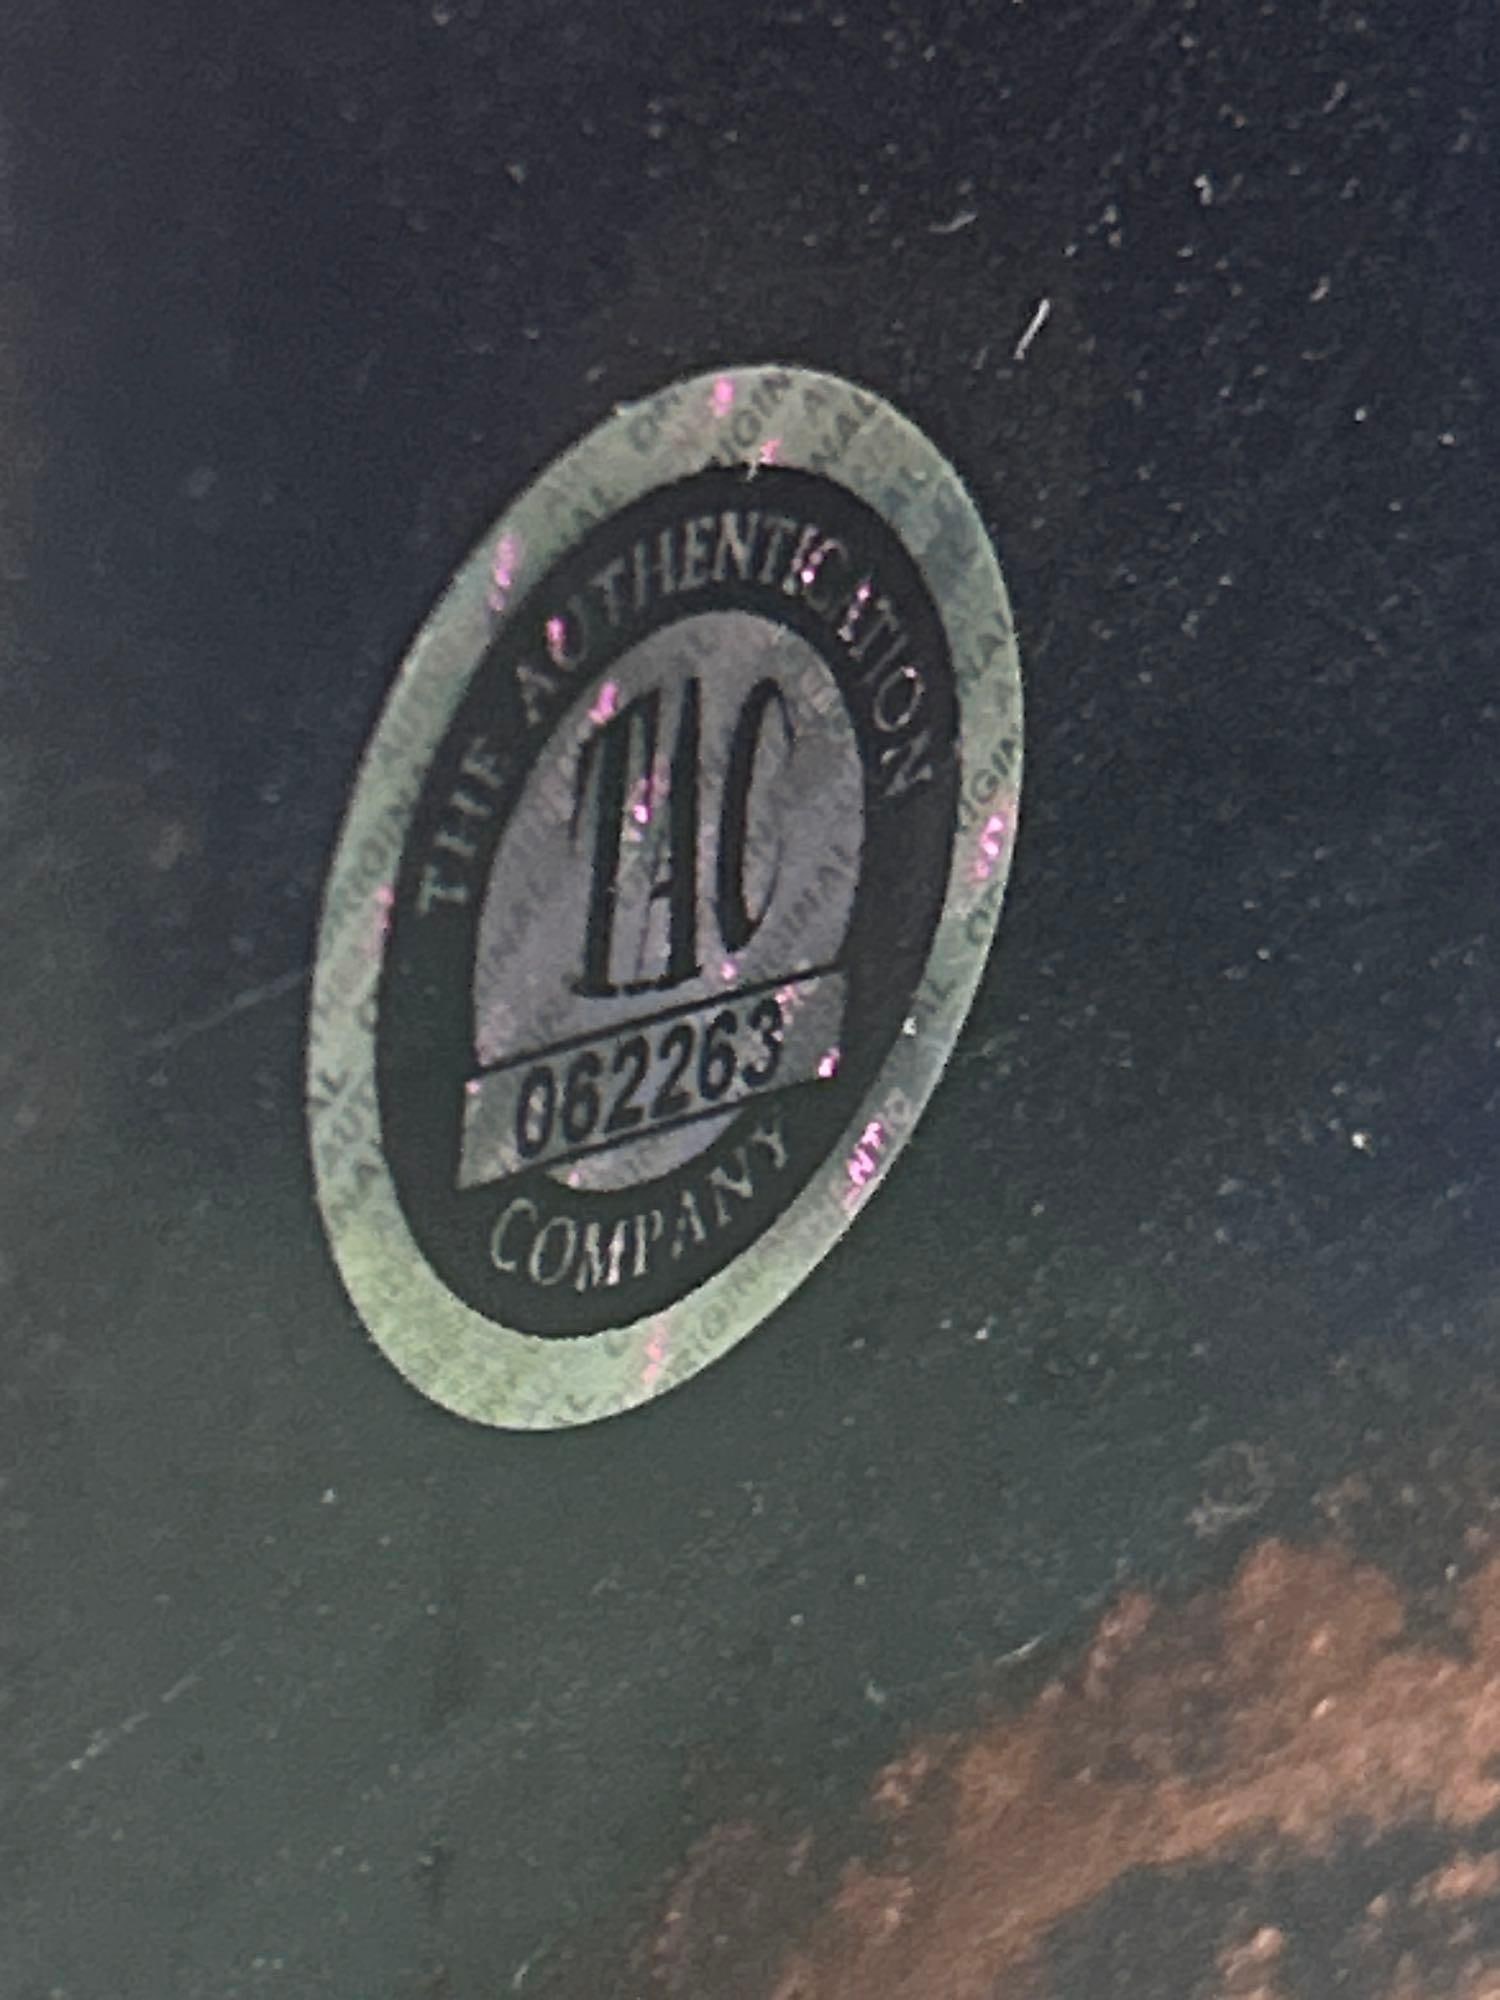 THE AUTHENTICATION
TAC
062263
COMPANY